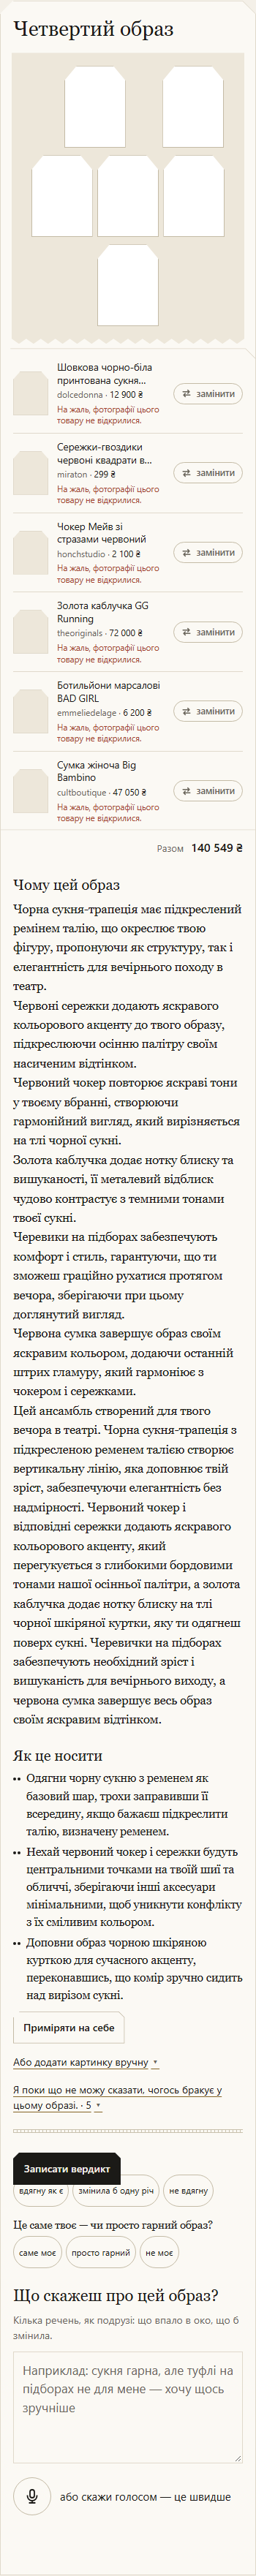 Четвертий образ
Шовкова чорно-біла
принтована сукня...
dolcedonna · 12 900 ₴
На жаль, фотографії цього
товару не відкрилися.
замінити
Сережки-гвоздики
червоні квадрати в...
miraton · 299 ₴
На жаль, фотографії цього
товару не відкрилися.
замінити
Чокер Мейв зі
стразами червоний
honchstudio · 2 100 ₴
На жаль, фотографії цього
товару не відкрилися.
замінити
Золота каблучка GG
Running
theoriginals · 72 000 ₴
На жаль, фотографії цього
товару не відкрилися.
замінити
Ботильйони марсалові
BAD GIRL
emmeliedelage · 6 200 ₴
На жаль, фотографії цього
товару не відкрилися.
замінити
Сумка жіноча Big
Bambino
cultboutique · 47 050 ₴
На жаль, фотографії цього
товару не відкрилися.
замінити
Разом 140 549 ₴
Чому цей образ
Чорна сукня-трапеція має підкреслений
ремінем талію, що окреслює твою
фігуру, пропонуючи як структуру, так і
елегантність для вечірнього походу в
театр.
Червоні сережки додають яскравого
кольорового акценту до твого образу,
підкреслюючи осінню палітру своїм
насиченим відтінком.
Червоний чокер повторює яскраві тони
у твоєму вбранні, створюючи
гармонійний вигляд, який вирізняється
на тлі чорної сукні.
Золота каблучка додає нотку блиску та
вишуканості, її металевий відблиск
чудово контрастує з темними тонами
твоєї сукні.
Черевики на підборах забезпечують
комфорт і стиль, гарантуючи, що ти
зможеш граційно рухатися протягом
вечора, зберігаючи при цьому
доглянутий вигляд.
Червона сумка завершує образ своїм
яскравим кольором, додаючи останній
штрих гламуру, який гармоніює з
чокером і сережками.
Цей ансамбль створений для твого
вечора в театрі. Чорна сукня-трапеція з
підкресленою ременем талією створює
вертикальну лінію, яка доповнює твій
зріст, забезпечуючи елегантність без
надмірності. Червоний чокер і
відповідні сережки додають яскравого
кольорового акценту, який
перегукується з глибокими бордовими
тонами нашої осінньої палітри, а золота
каблучка додає нотку блиску на тлі
чорної шкіряної куртки, яку ти одягнеш
поверх сукні. Черевички на підборах
забезпечують необхідний зріст і
вишуканість для вечірнього виходу, а
червона сумка завершує весь образ
своїм яскравим відтінком.
Як це носити
Одягни чорну сукню з ременем як
базовий шар, трохи заправивши її
всередину, якщо бажаєш підкреслити
талію, визначену ременем.
Нехай червоний чокер і сережки будуть
центральними точками на твоїй шиї та
обличчі, зберігаючи інші аксесуари
мінімальними, щоб уникнути конфлікту
з їх сміливим кольором.
Доповни образ чорною шкіряною
курткою для сучасного акценту,
переконавшись, що комір зручно сидить
над вирізом сукні.
Приміряти на себе
Або додати картинку вручну
Я поки що не можу сказати, чогось бракує у
цьому образі. · 5
Записати вердикт
вдягну як є
змінила б одну річ
не вдягну
Це саме твоє — чи просто гарний образ?
саме моє
просто гарний
не моє
Що скажеш про цей образ?
Кілька речень, як подрузі: що впало в око, що б
змінила.
Наприклад: сукня гарна, але туфлі на
підборах не для мене — хочу щось
зручніше
або скажи голосом — це швидше